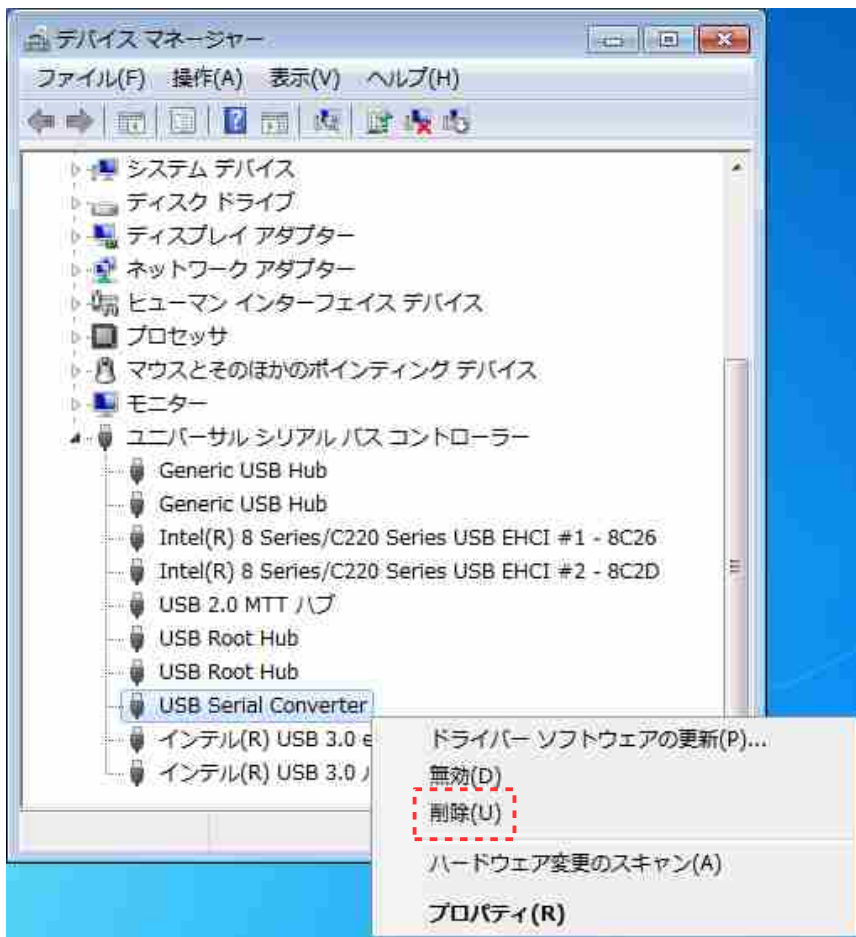 デバイス マネージャー
ファイル(F) 操作(A) 表示(V) ヘルプ(H)
システム デバイス
ディスク ドライブ
ディスプレイ アダプター
ネットワーク アダプター
ヒューマン インターフェイス デバイス
プロセッサ
マウスとそのほかのポインティング デバイス
モニター
ユニバーサル シリアル バス コントローラー
Generic USB Hub
Generic USB Hub
Intel(R) 8 Series/C220 Series USB EHCI #1 - 8C26
Intel(R) 8 Series/C220 Series USB EHCI #2 - 8C2D
USB 2.0 MTT ハブ
USB Root Hub
USB Root Hub
USB Serial Converter
インテル(R) USB 3.0 e
インテル(R) USB 3.0
ドライバー ソフトウェアの更新(P)...
無効(D)
削除(U)
ハードウェア変更のスキャン(A)
プロパティ(R)